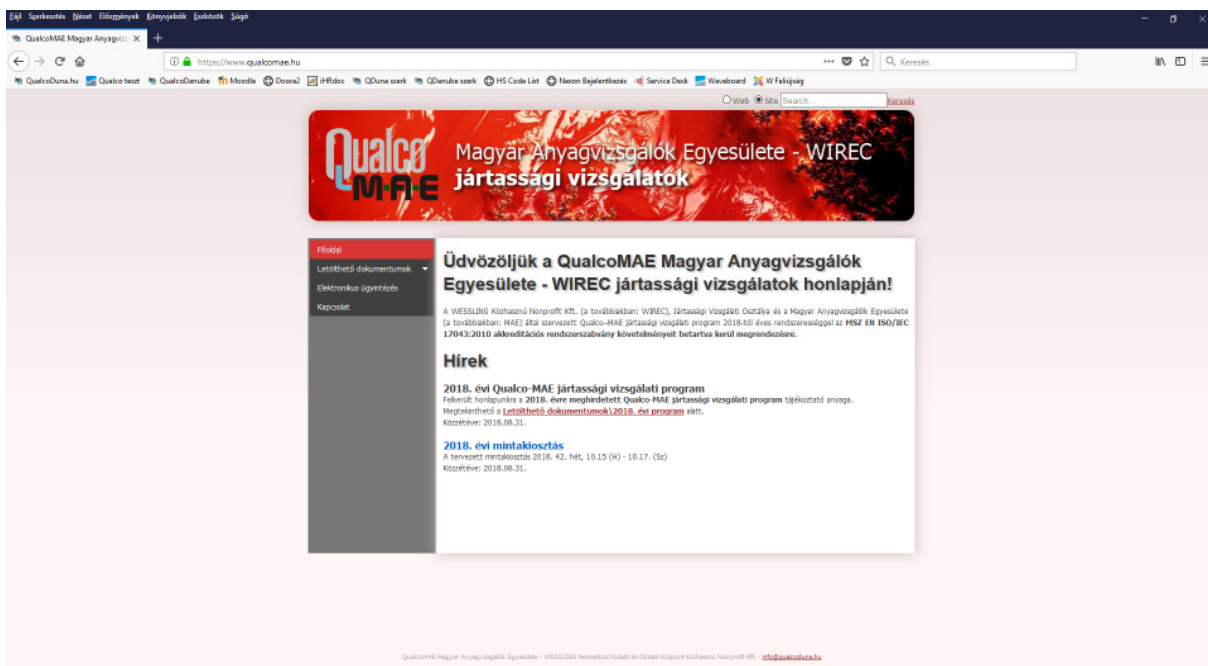 Fájl Szerkesztés Nézet Előzmények Könyvjelzők Eszközök Súgó
QualcoMAE Magyar Anyagvizs
https://www.qualcomae.hu
Keresés
QualcoDuna.hu Qualco teszt QualcoDanube Moodle Doora2 iHRdoc QDuna szerk QDanube szerk HS Code List Nexon Bejelentkezés Service Desk Waveboard W Faliújság
Web Site Search... Keresés
Qualco
M·A·E
Magyar Anyagvizsgálók Egyesülete - WIREC
jártassági vizsgálatok
Főoldal
Letölthető dokumentumok
Elektronikus ügyintézés
Kapcsolat
Üdvözöljük a QualcoMAE Magyar Anyagvizsgálók
Egyesülete - WIREC jártassági vizsgálatok honlapján!
A WESSLING Közhasznú Nonprofit Kft. (a továbbiakban: WIREC), Jártassági Vizsgálati Osztálya és a Magyar Anyagvizsgálók Egyesülete
(a továbbiakban: MAE) által szervezett Qualco-MAE jártassági vizsgálati program 2018-tól éves rendszerességgel az MSZ EN ISO/IEC
17043:2010 akkreditációs rendszerszabvány követelményeit betartva kerül megrendezésre.
Hírek
2018. évi Qualco-MAE jártassági vizsgálati program
Felkerült honlapunkra a 2018. évre meghirdetett Qualco-MAE jártassági vizsgálati program tájékoztató anyaga.
Megtekinthető a Letölthető dokumentumok\2018. évi program alatt.
Közzétéve: 2018.08.31.
2018. évi mintakiosztás
A tervezett mintakiosztás 2018. 42. hét, 10.15 (H) - 10.17. (Sz)
Közzétéve: 2018.08.31.
QualcoMAE Magyar Anyagvizsgálók Egyesülete - WESSLING Nemzetközi Kutató és Oktató Központ Közhasznú Nonprofit Kft. - info@qualcoduna.hu